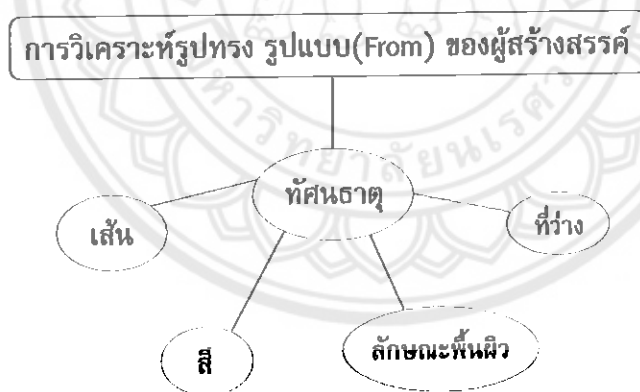 การวิเคราะห์รูปทรง รูปแบบ(From) ของผู้สร้างสรรค์
ทัศนธาตุ
เส้น
ที่ว่าง
สี
ลักษณะพื้นผิว